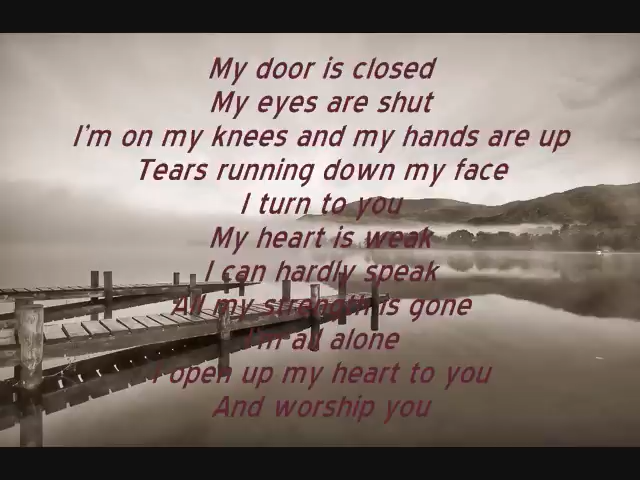 My door is closed
My eyes are shut
I'm on my knees and my hands are up
Tears running down my face
I turn to you
My heart is weak
I can hardly speak
All my strength is gone
I'm all alone
I open up my heart to you
And worship you